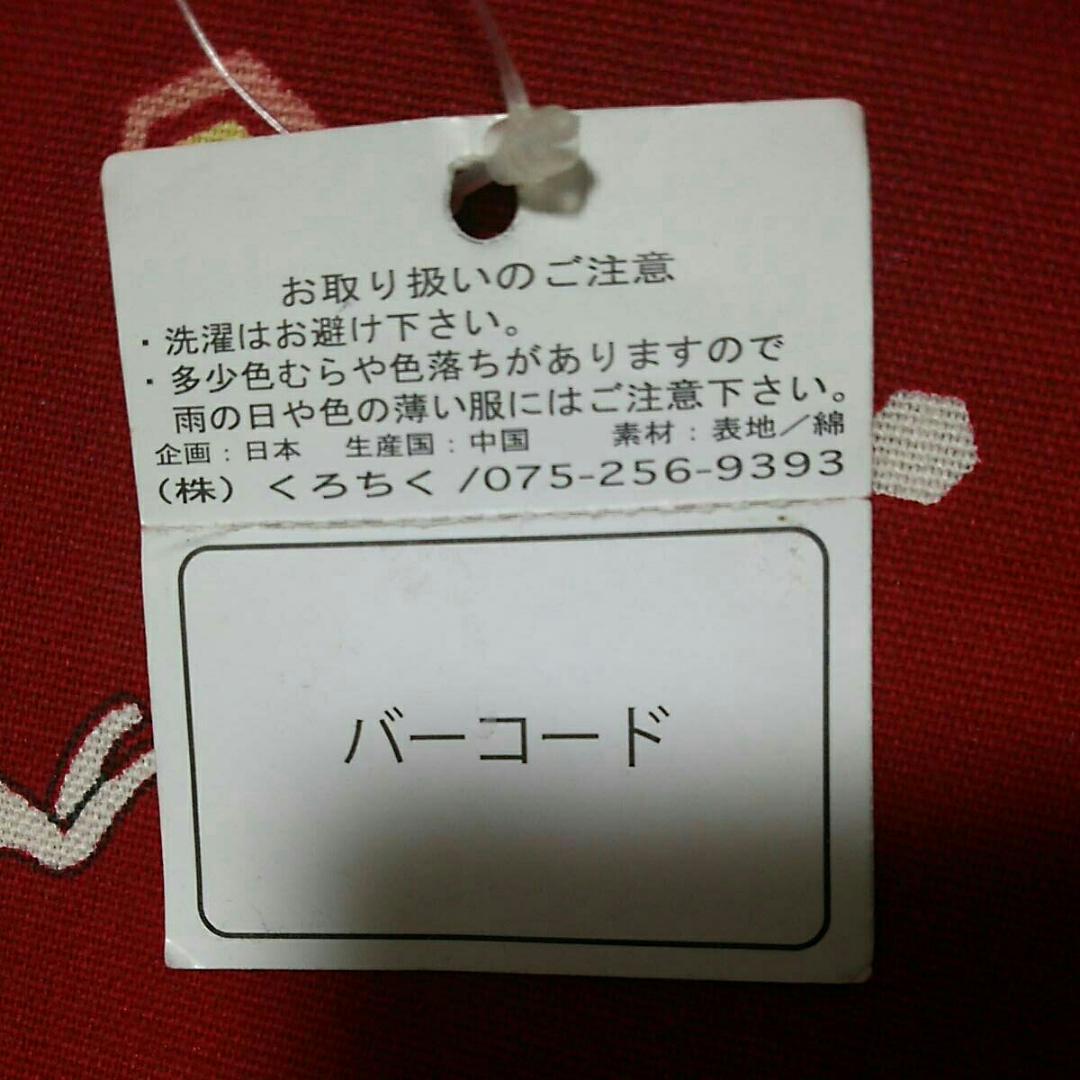 お取り扱いのご注意
・洗濯はお避け下さい。
・多少色むらや色落ちがありますので
雨の日や色の薄い服にはご注意下さい。
企画:日本 生産国:中国 素材:表地/綿
(株) くろちく /075-256-9393
バーコード